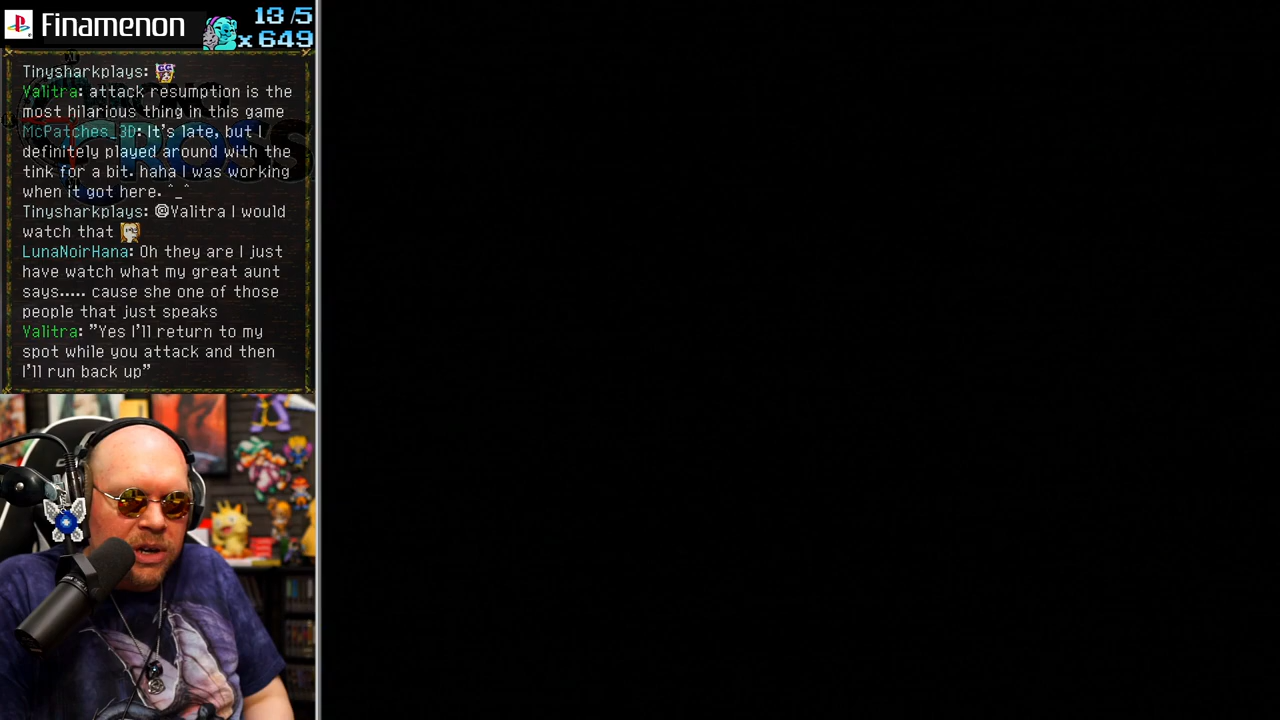 Finamenon
13/5
x649
Tinysharkplays:
Valitra: attack resumption is the
most hilarious thing in this game
McPatches_3D: It's late, but I
definitely played around with the
tink for a bit. haha I was working
when it got here. ^_^
Tinysharkplays: @Valitra I would
watch that
LunaNoirHana: Oh they are I just
have watch what my great aunt
says..... cause she one of those
people that just speaks
Valitra: "Yes I'll return to my
spot while you attack and then
I'll run back up"
CROSS